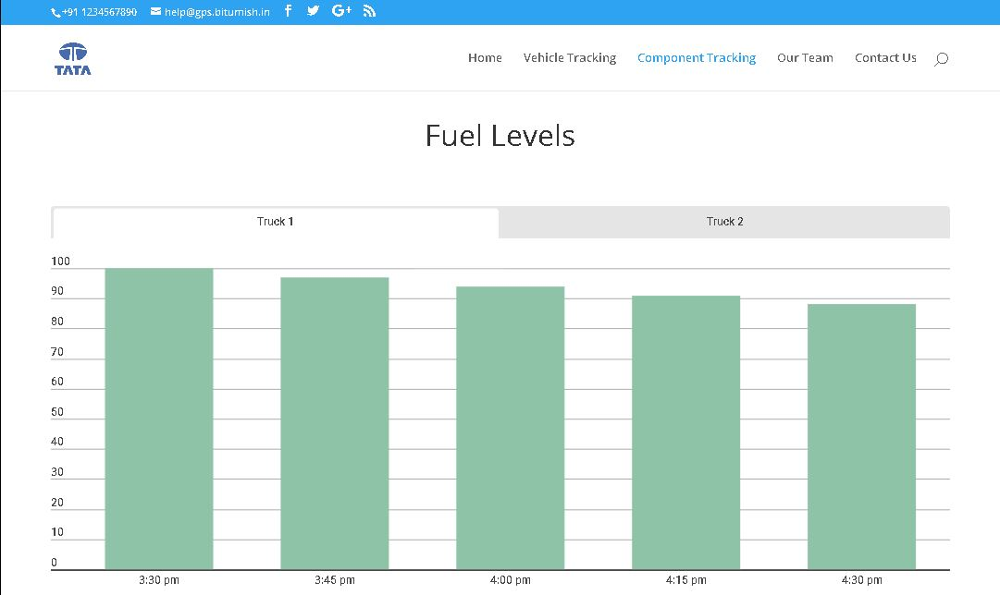 +91 1234567890 help@gps.bitumish.in
TATA
Home Vehicle Tracking Component Tracking Our Team Contact Us
Fuel Levels
Truck 1 Truck 2
100
90
80
70
60
50
40
30
20
10
0
3:30 pm 3:45 pm 4:00 pm 4:15 pm 4:30 pm